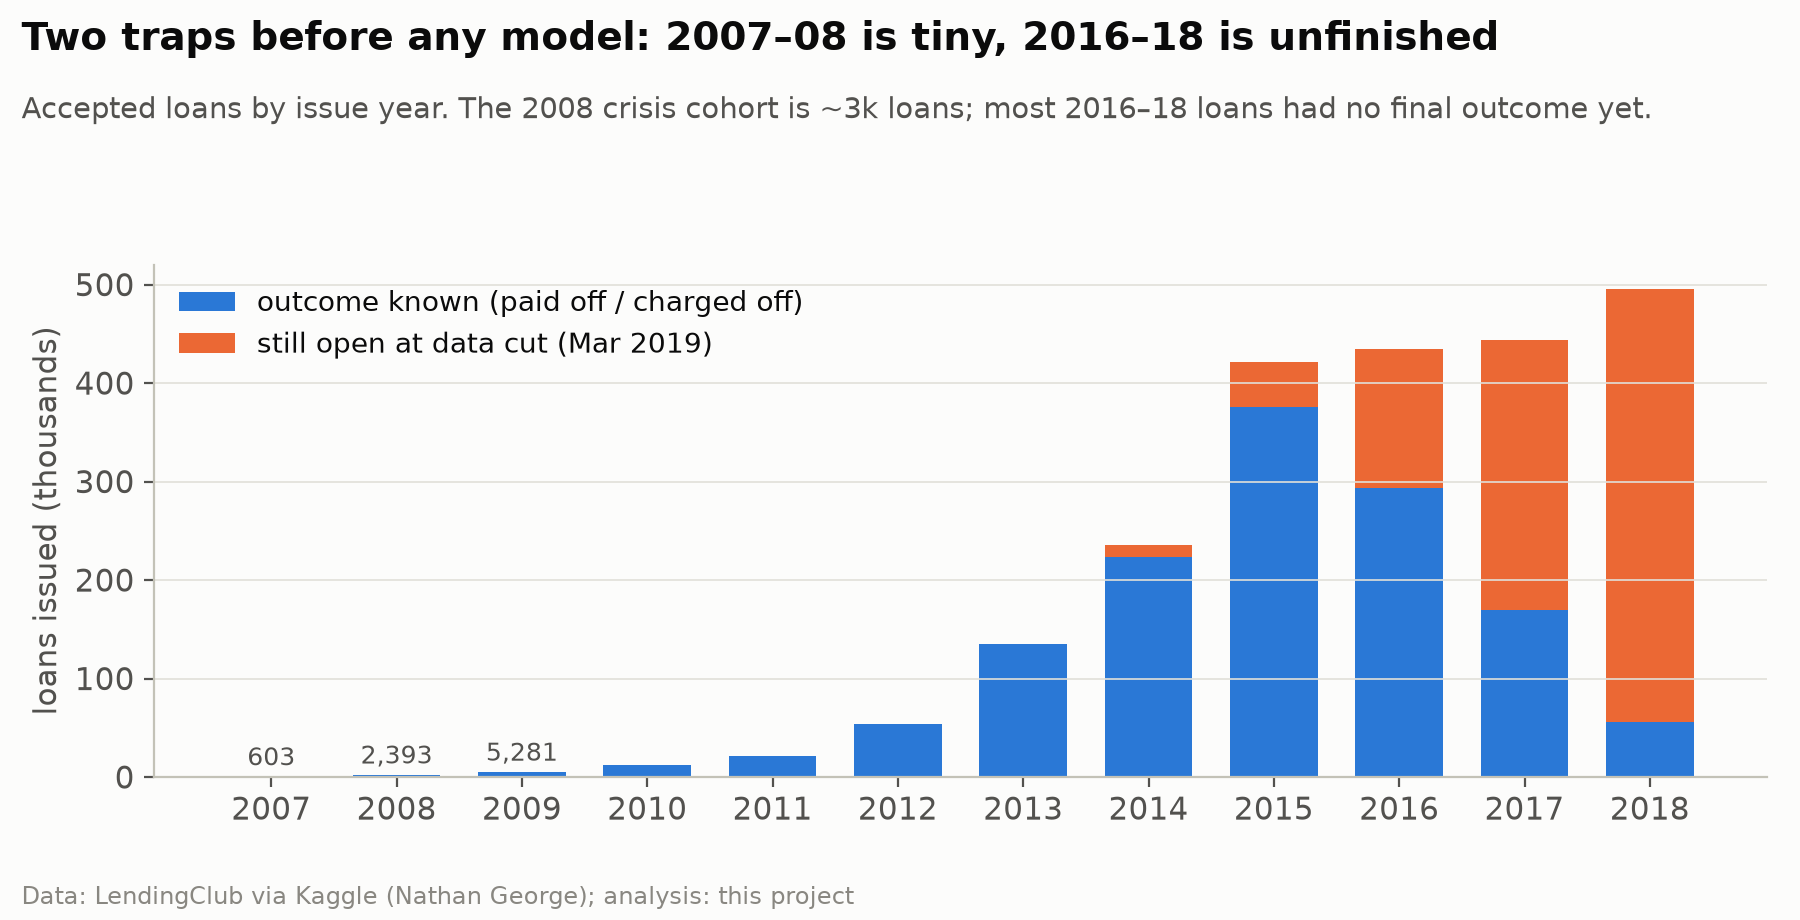 Two traps before any model: 2007–08 is tiny, 2016–18 is unfinished
Accepted loans by issue year. The 2008 crisis cohort is ~3k loans; most 2016–18 loans had no final outcome yet.
outcome known (paid off / charged off)
still open at data cut (Mar 2019)
loans issued (thousands)
500
400
300
200
100
0
603
2,393
5,281
2007 2008 2009 2010 2011 2012 2013 2014 2015 2016 2017 2018
Data: LendingClub via Kaggle (Nathan George); analysis: this project